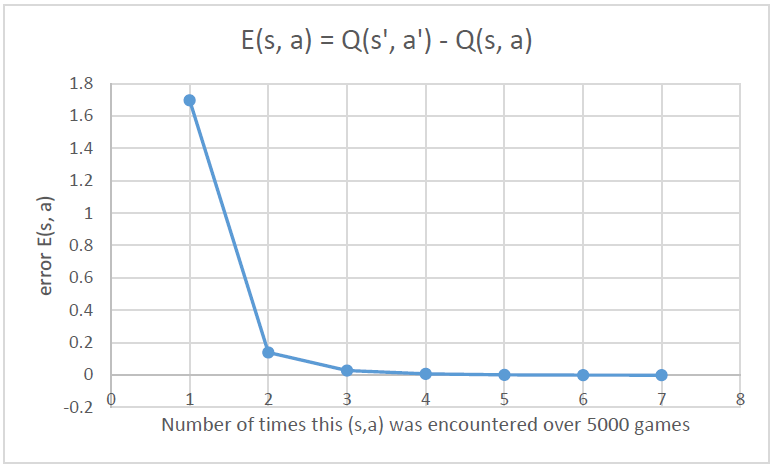 E(s, a) = Q(s', a') - Q(s, a)
error E(s, a)
1.8
1.6
1.4
1.2
1
0.8
0.6
0.4
0.2
0
-0.2
0 1 2 3 4 5 6 7 8
Number of times this (s,a) was encountered over 5000 games